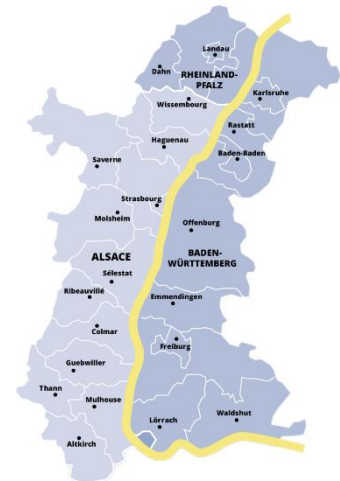 Landau
Dahn
RHEINLAND-
PFALZ
Karlsruhe
Wissembourg
Rastatt
Haguenau
Baden-Baden
Saverne
Strasbourg
Molsheim
Offenburg
ALSACE
BADEN-
WÜRTTEMBERG
Sélestat
Ribeauvillé
Emmendingen
Colmar
Freiburg
Guebwiller
Thann
Mulhouse
Lörrach
Waldshut
Altkirch